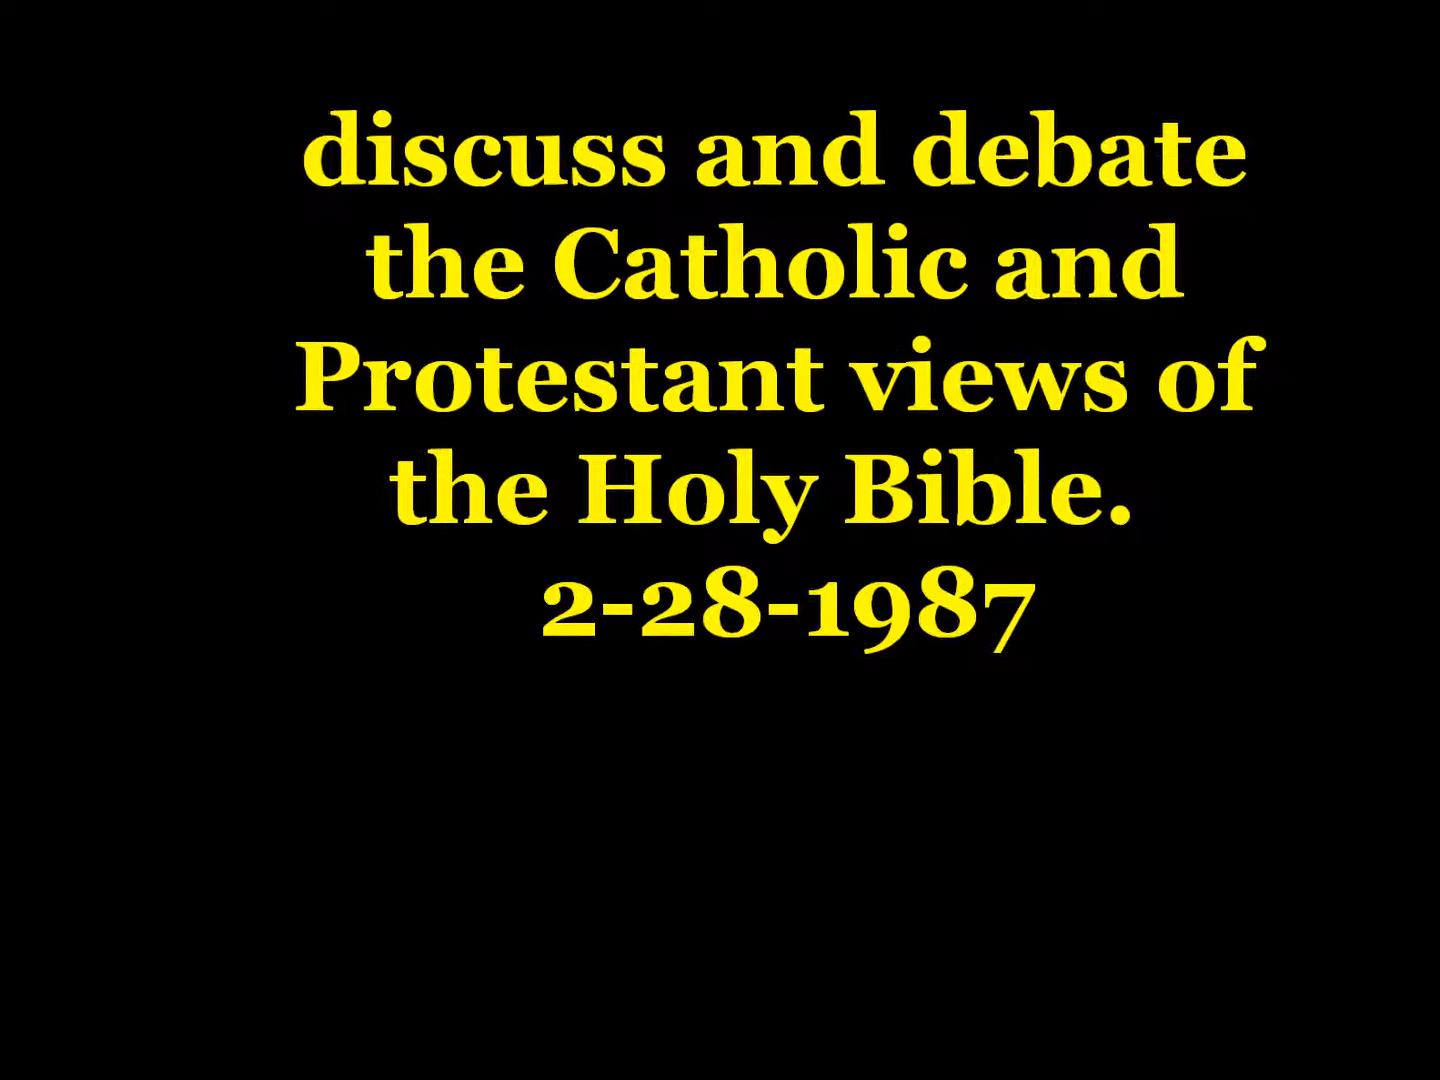 discuss and debate
the Catholic and
Protestant views of
the Holy Bible.
2-28-1987